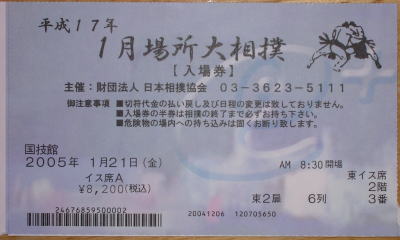 平成17年
1月場所大相撲
【入場券】
主催：財団法人 日本相撲協会 03-3623-5111
御注意事項 ■切符代金の払い戻し及び日程の変更は致しておりません。
■入場券の半券は相撲の終了まで必ずお持ち下さい。
■危険物の場内への持ち込みは固くお断り致します。
国技館
2005年 1月21日(金) AM 8:30開場
イス席A
¥8,200(税込)
東イス席
2階
東2扉 6列 3番
24676859500002 20041206 120705650